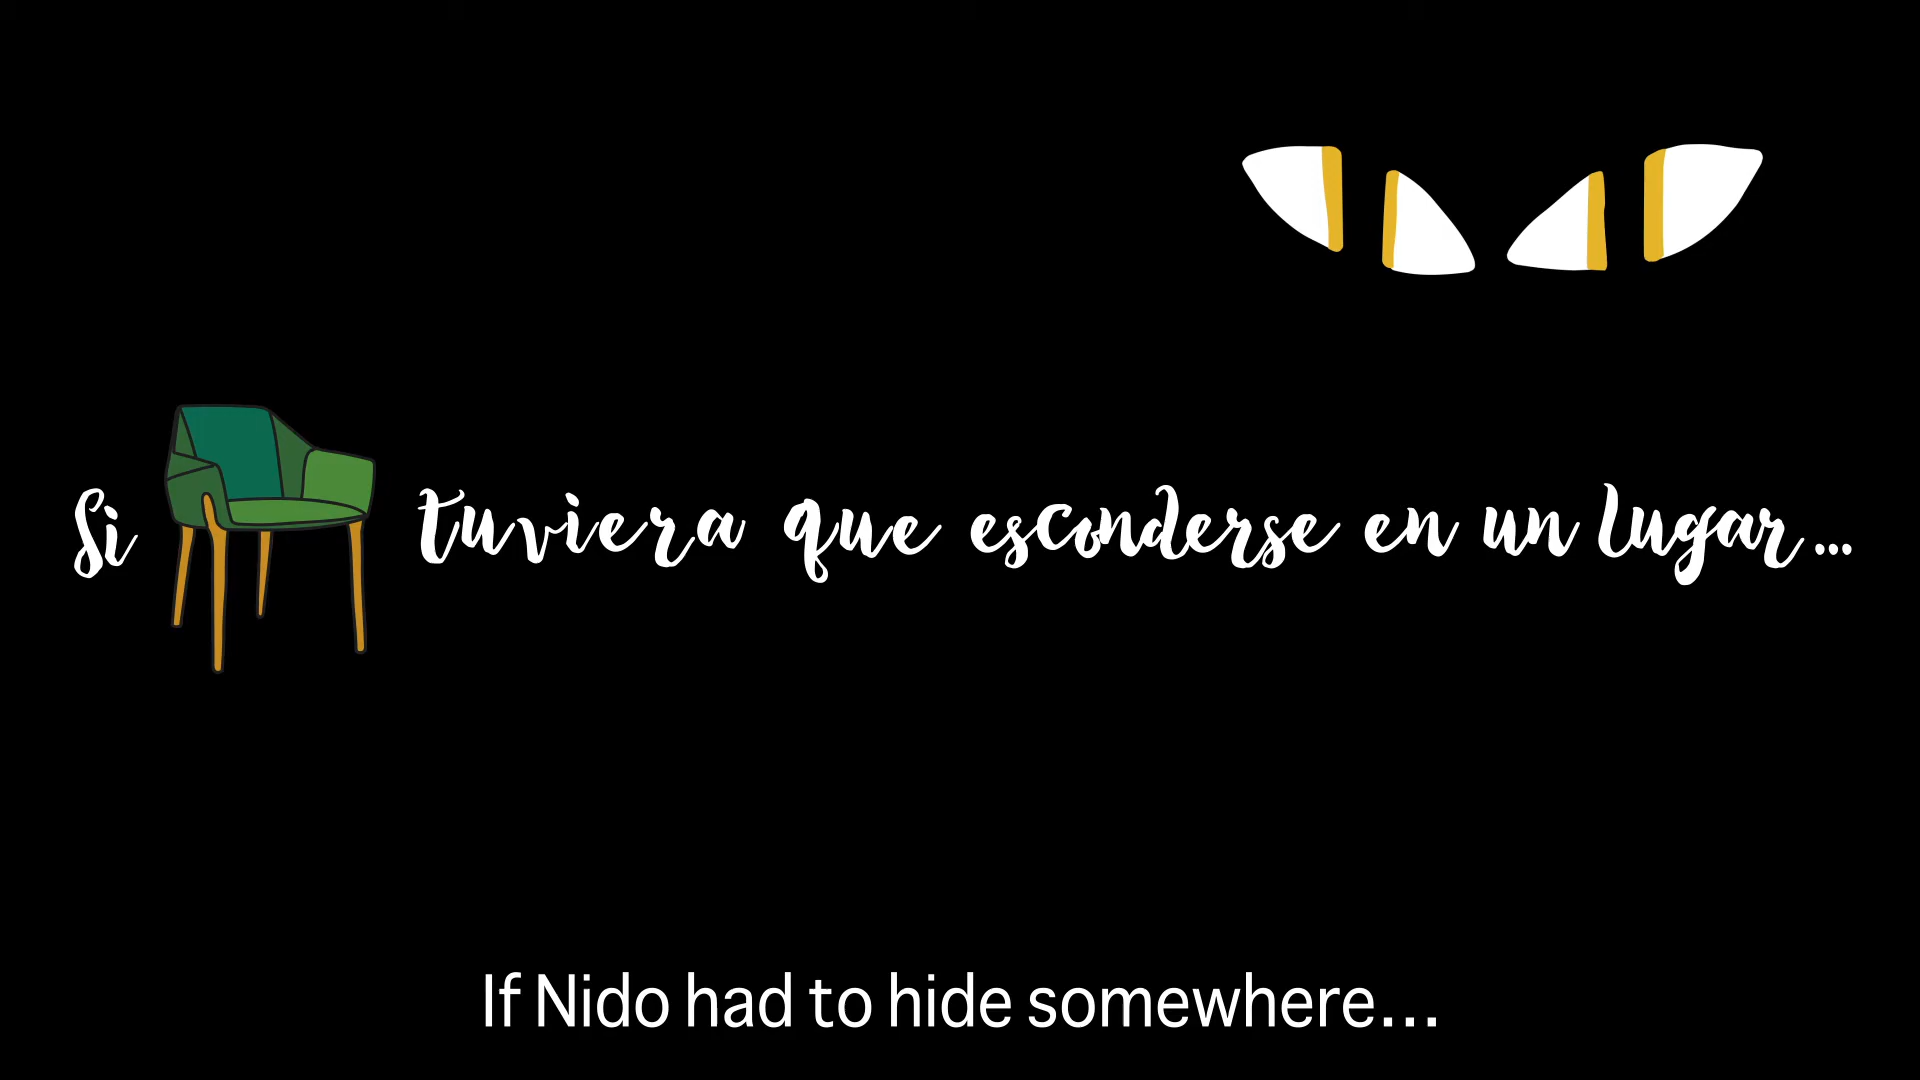 Si tuviera que esconderse en un lugar...
If Nido had to hide somewhere...